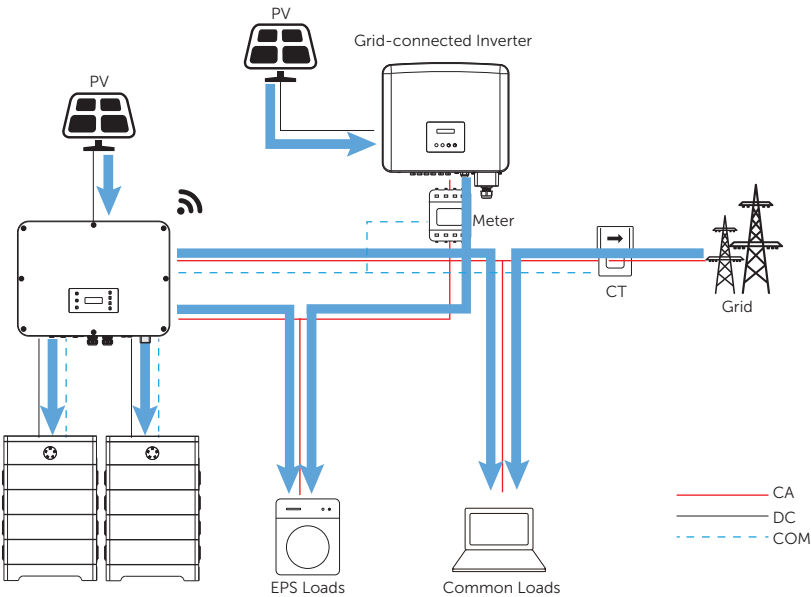 PV
Grid-connected Inverter
PV
Meter
CT
Grid
EPS Loads
Common Loads
CA
DC
COM